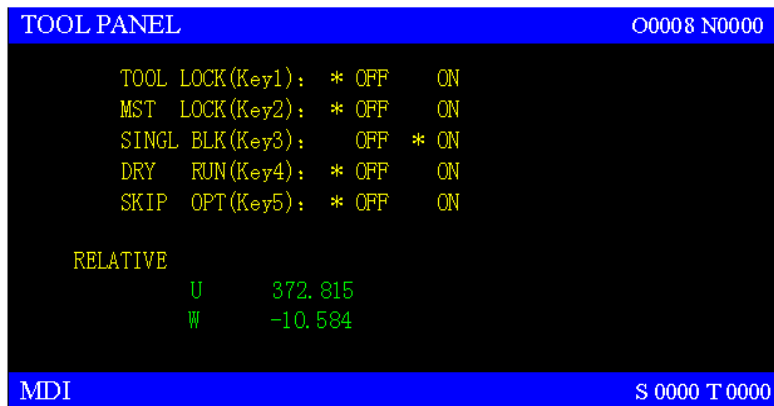 TOOL PANEL O0008 N0000
TOOL LOCK(Key1): * OFF ON
MST LOCK(Key2): * OFF ON
SINGL BLK(Key3): OFF * ON
DRY RUN(Key4): * OFF ON
SKIP OPT(Key5): * OFF ON
RELATIVE
U 372.815
W -10.584
MDI S 0000 T 0000